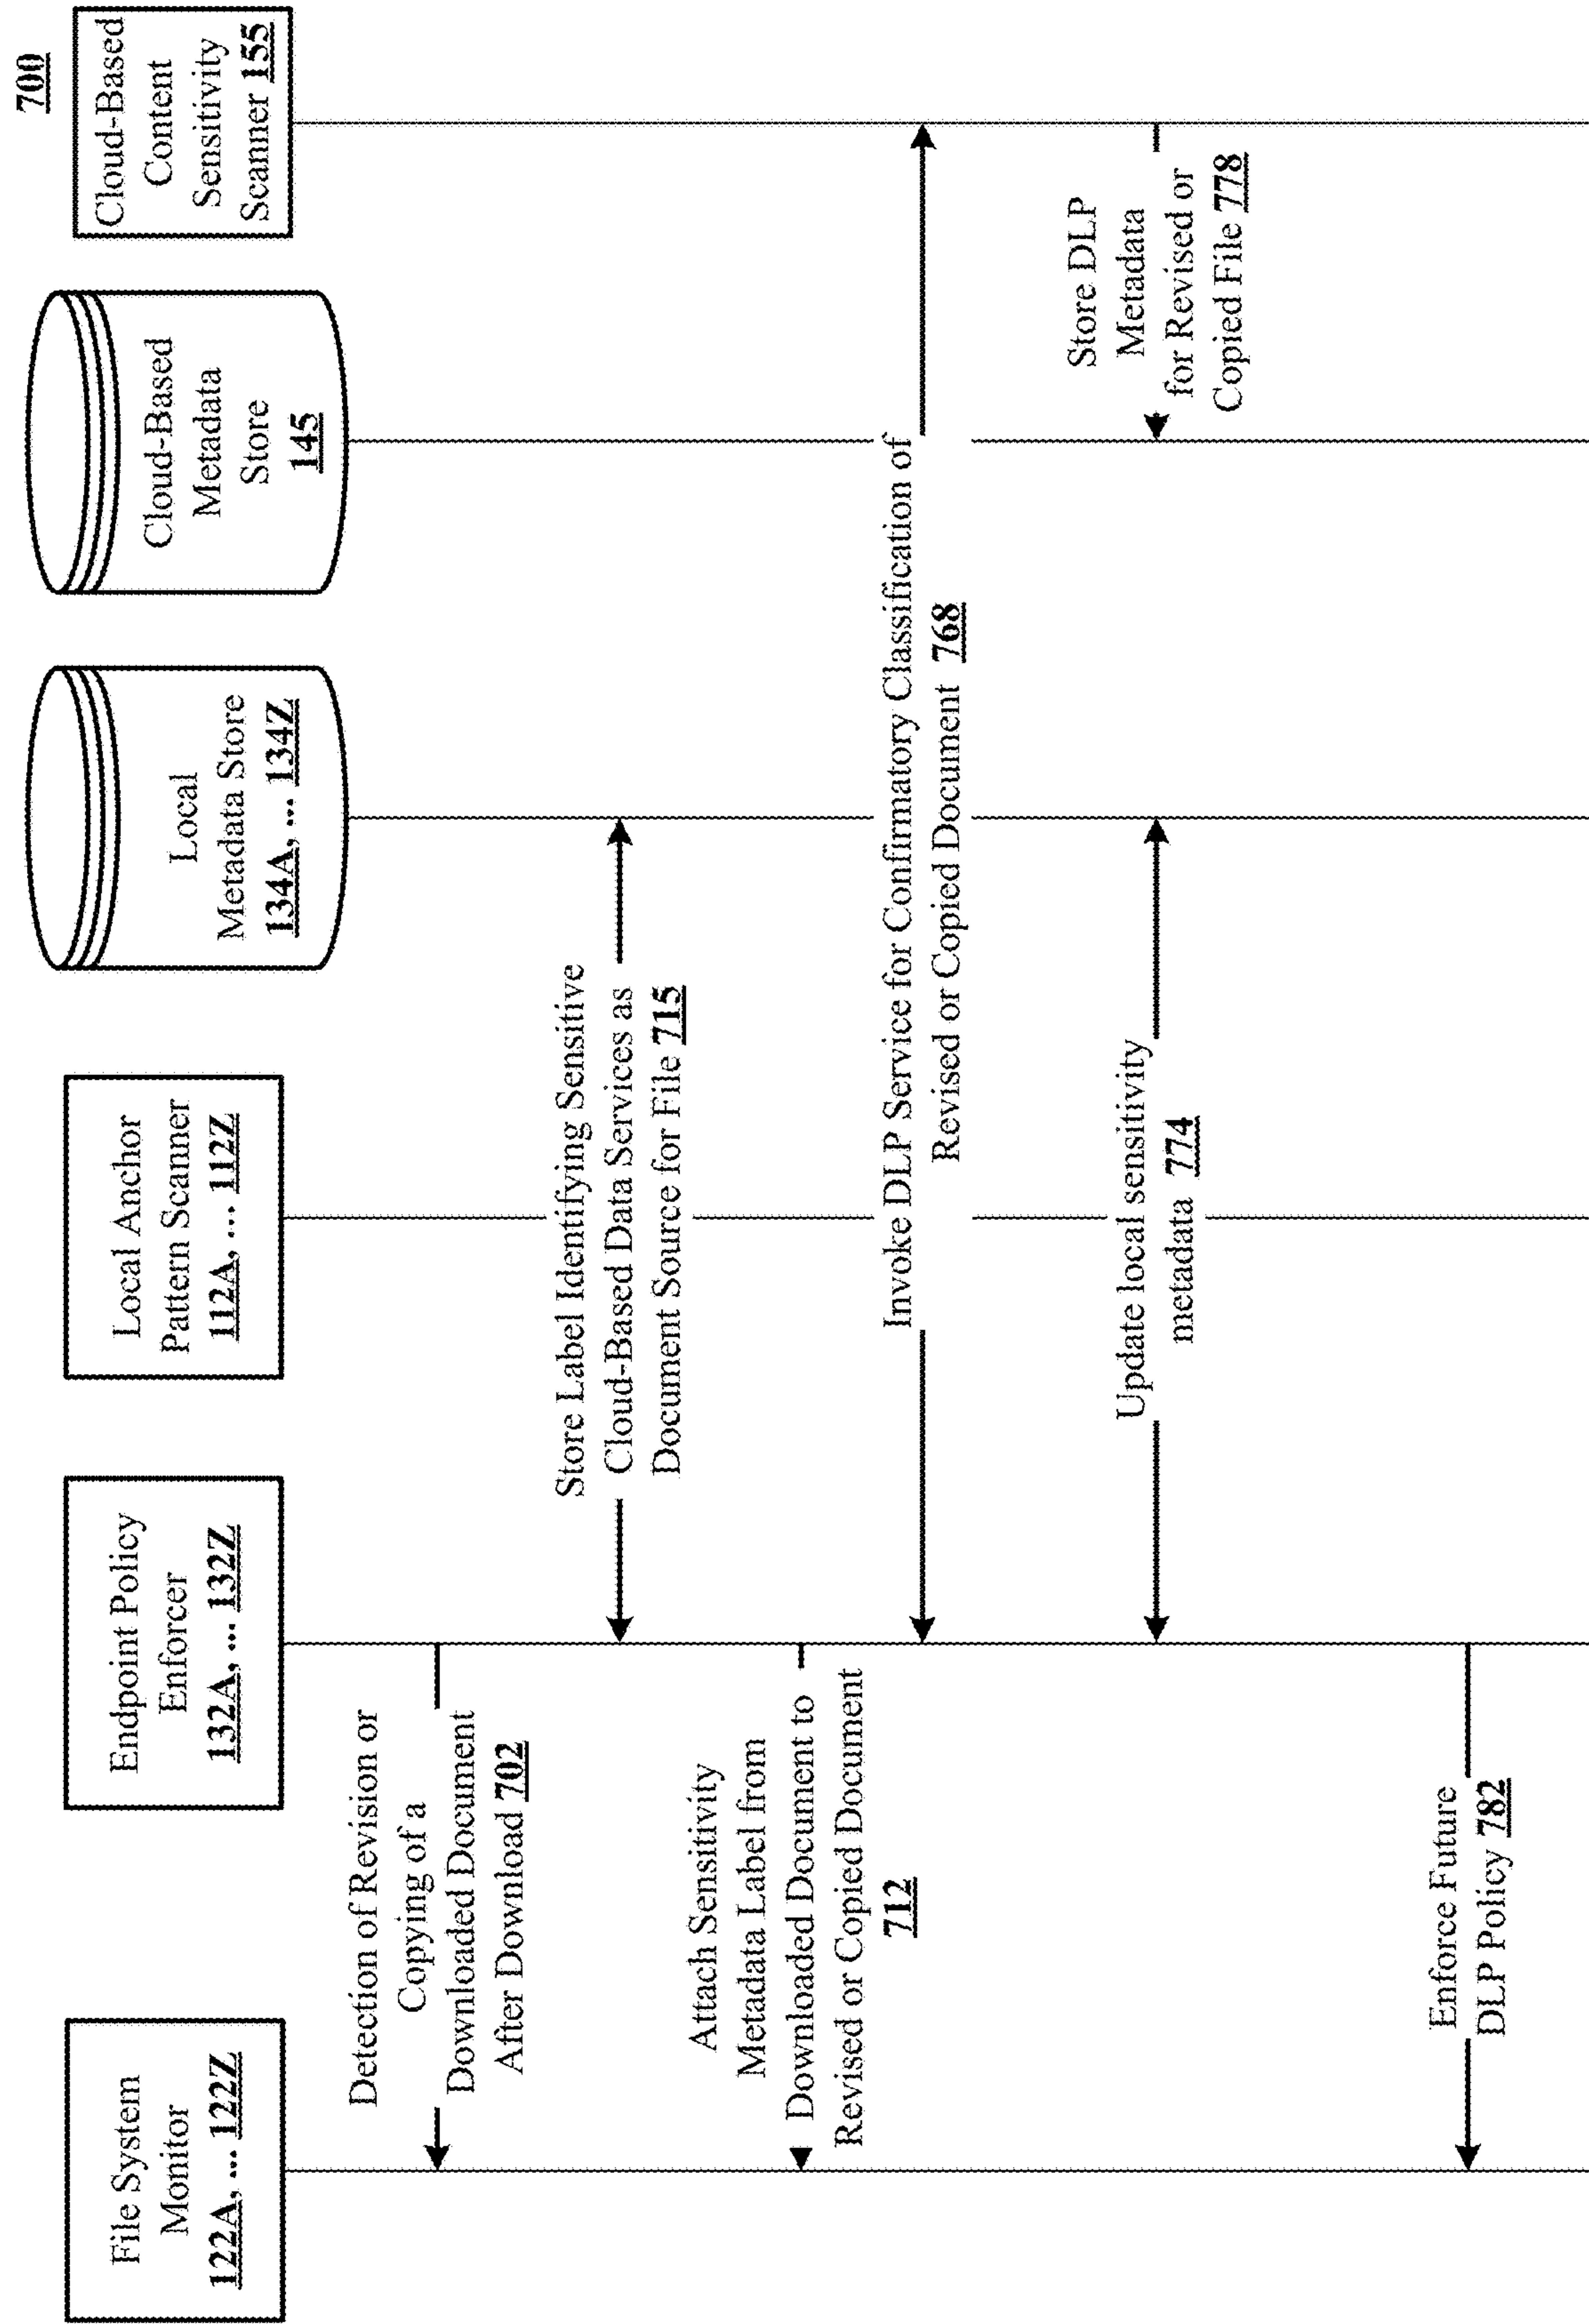 700
File System
Monitor
122A, ... 122Z
Endpoint Policy
Enforcer
132A, ... 132Z
Local Anchor
Pattern Scanner
112A, ... 112Z
Local
Metadata Store
134A, ... 134Z
Cloud-Based
Metadata
Store
145
Cloud-Based
Content
Sensitivity
Scanner 155
Detection of Revision or
Copying of a
Downloaded Document
After Download 702
Store Label Identifying Sensitive
Cloud-Based Data Services as
Document Source for File 715
Attach Sensitivity
Metadata Label from
Downloaded Document to
Revised or Copied Document
712
Invoke DLP Service for Confirmatory Classification of
Revised or Copied Document 768
Update local sensitivity
metadata 774
Store DLP
Metadata
for Revised or
Copied File 778
Enforce Future
DLP Policy 782